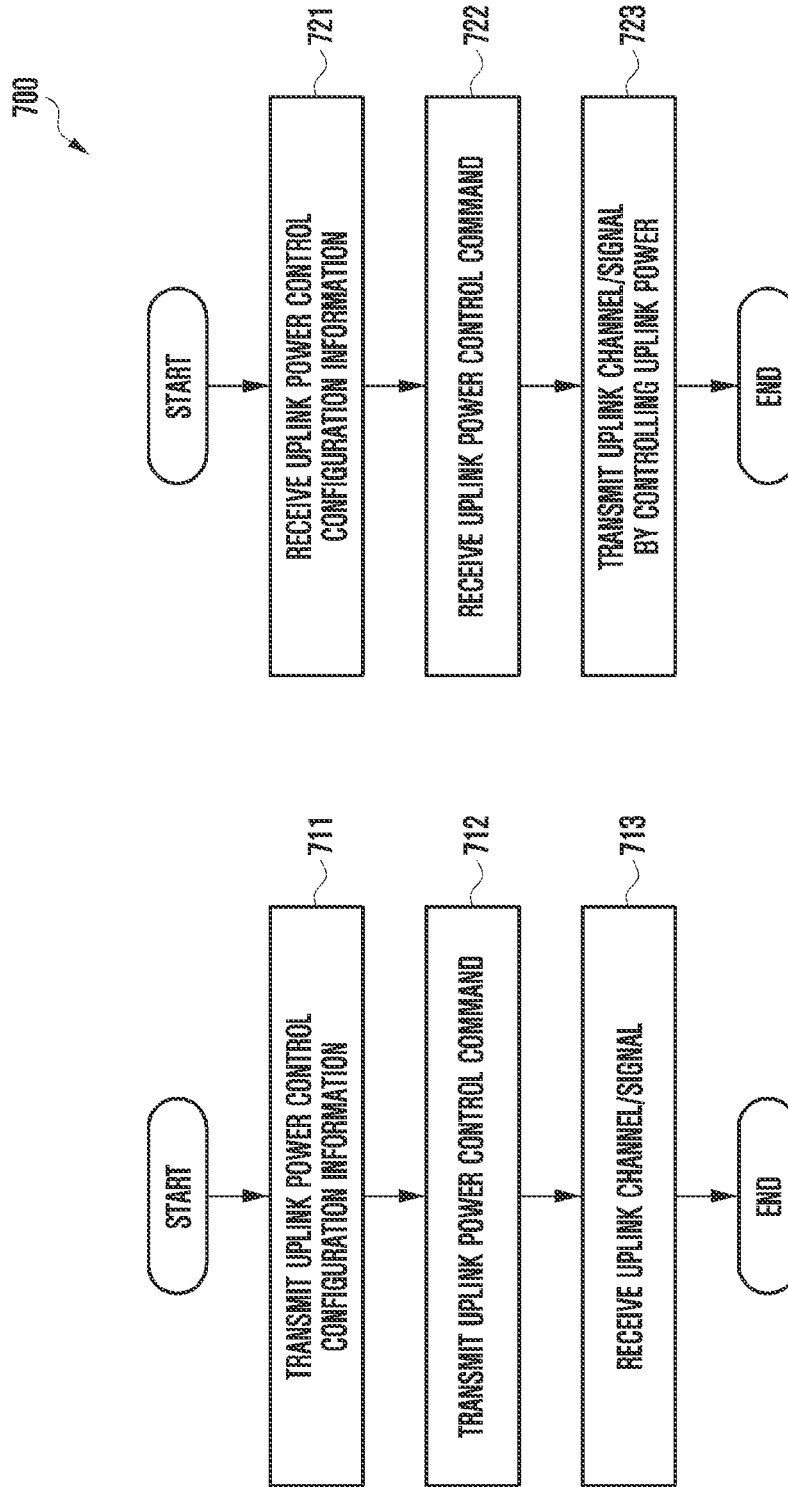 700
START
TRANSMIT UPLINK POWER CONTROL
CONFIGURATION INFORMATION
711
TRANSMIT UPLINK POWER CONTROL COMMAND
712
RECEIVE UPLINK CHANNEL/SIGNAL
713
END
START
RECEIVE UPLINK POWER CONTROL
CONFIGURATION INFORMATION
721
RECEIVE UPLINK POWER CONTROL COMMAND
722
TRANSMIT UPLINK CHANNEL/SIGNAL
BY CONTROLLING UPLINK POWER
723
END